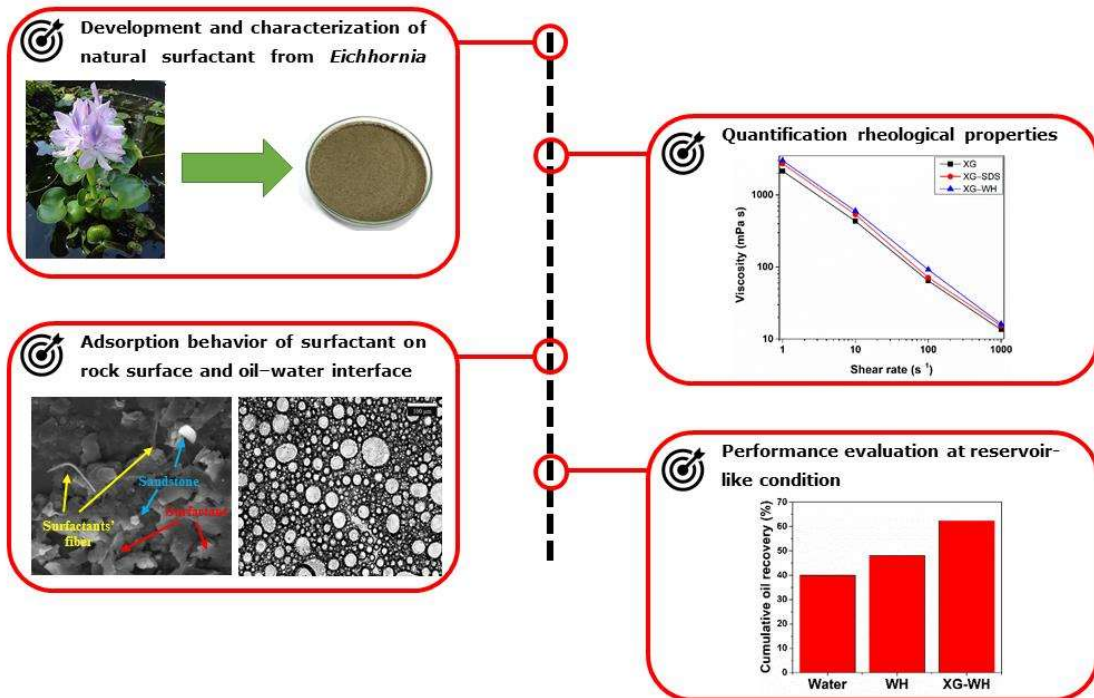 Development and characterization of
natural surfactant from Eichhornia
Quantification rheological properties
XG
XG-SDS
XG-WH
1000
100
10
Viscosity (mPa s)
1
10
100
1000
Shear rate (s⁻¹)
Adsorption behavior of surfactant on
rock surface and oil–water interface
Sandstone
Surfactants'
fiber
Surfactant
100 µm
Performance evaluation at reservoir-
like condition
Cumulative oil recovery (%)
70
60
50
40
30
20
10
0
Water
WH
XG-WH